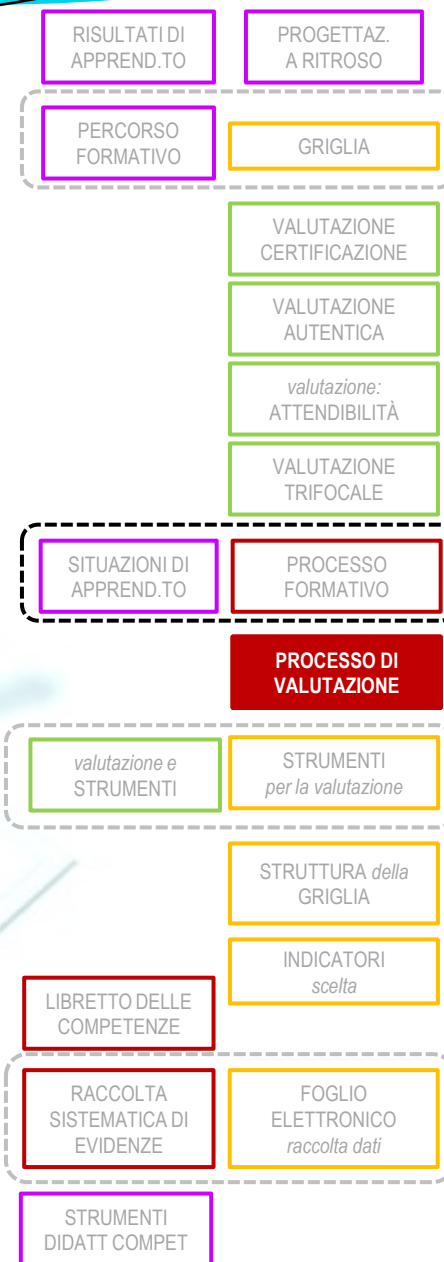 RISULTATI DI
APPREND.TO
PROGETTAZ.
A RITROSO
PERCORSO
FORMATIVO
GRIGLIA
VALUTAZIONE
CERTIFICAZIONE
VALUTAZIONE
AUTENTICA
valutazione:
ATTENDIBILITÀ
VALUTAZIONE
TRIFOCALE
SITUAZIONI DI
APPREND.TO
PROCESSO
FORMATIVO
PROCESSO DI
VALUTAZIONE
valutazione e
STRUMENTI
STRUMENTI
per la valutazione
STRUTTURA della
GRIGLIA
INDICATORI
scelta
LIBRETTO DELLE
COMPETENZE
RACCOLTA
SISTEMATICA DI
EVIDENZE
FOGLIO
ELETTRONICO
raccolta dati
STRUMENTI
DIDATT COMPET